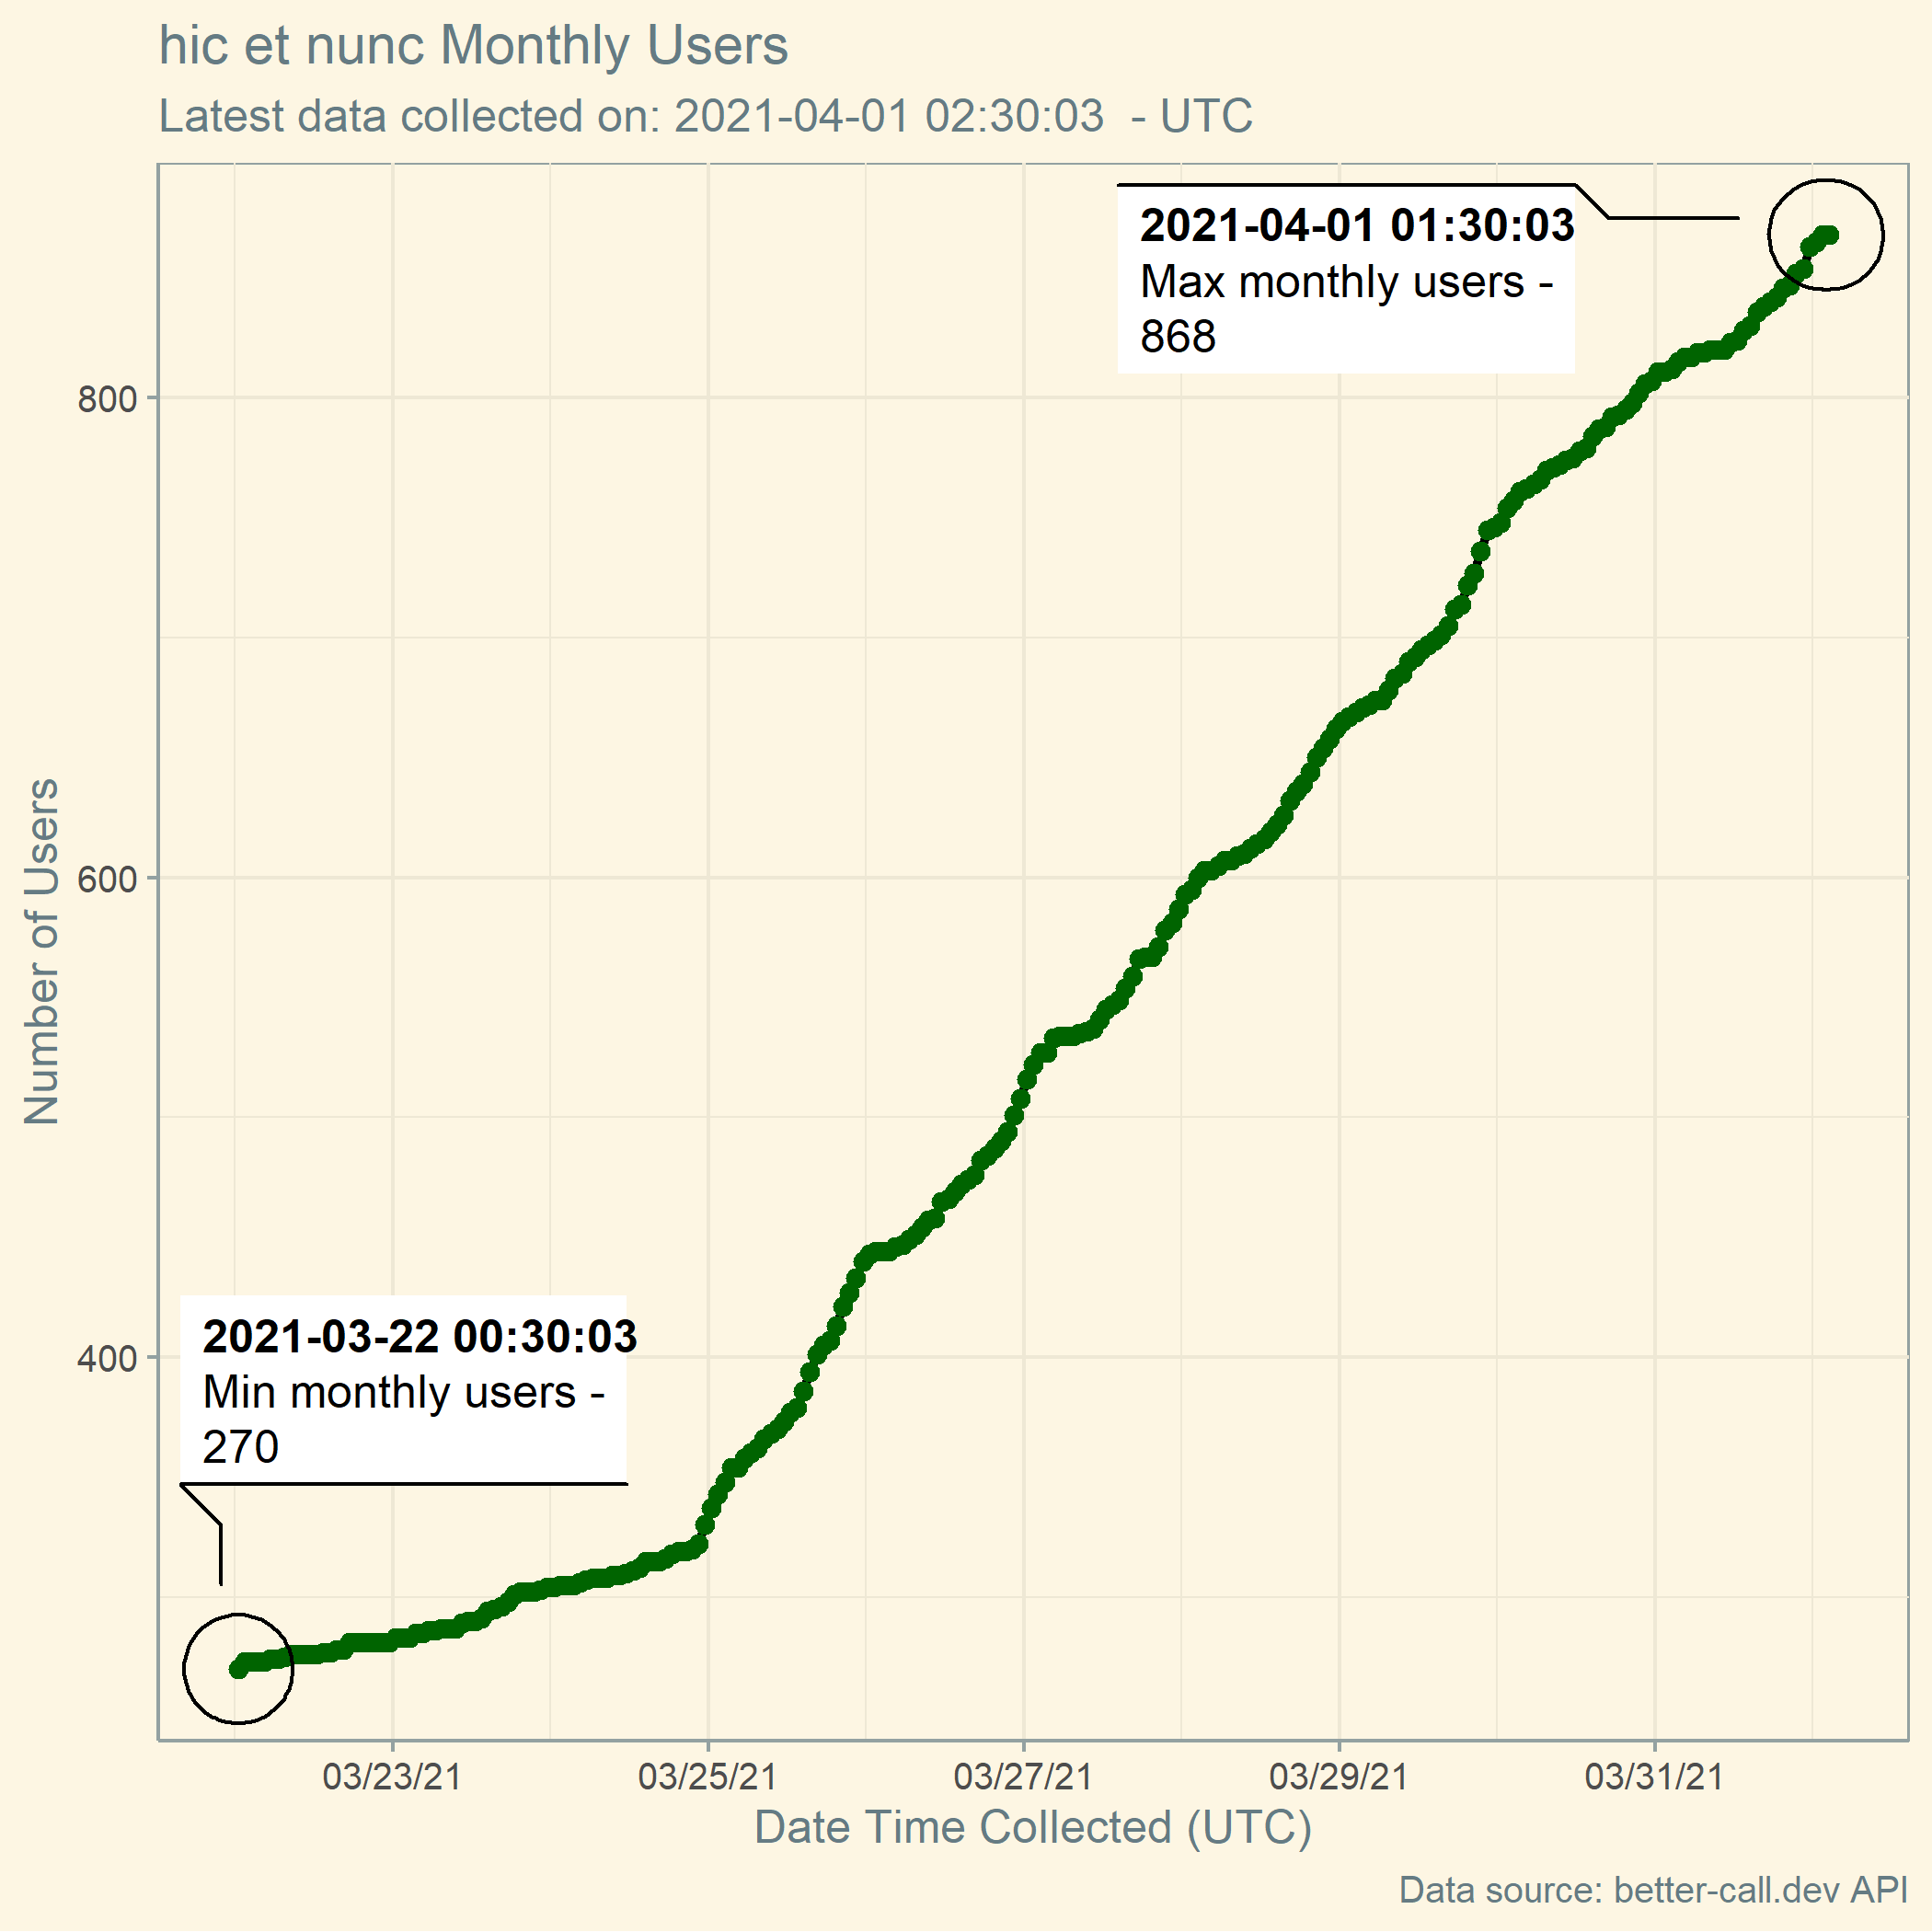 hic et nunc Monthly Users
Latest data collected on: 2021-04-01 02:30:03  - UTC
2021-04-01 01:30:03
Max monthly users -
868
800
600
400
Number of Users
2021-03-22 00:30:03
Min monthly users -
270
03/23/21 03/25/21 03/27/21 03/29/21 03/31/21
Date Time Collected (UTC)
Data source: better-call.dev API